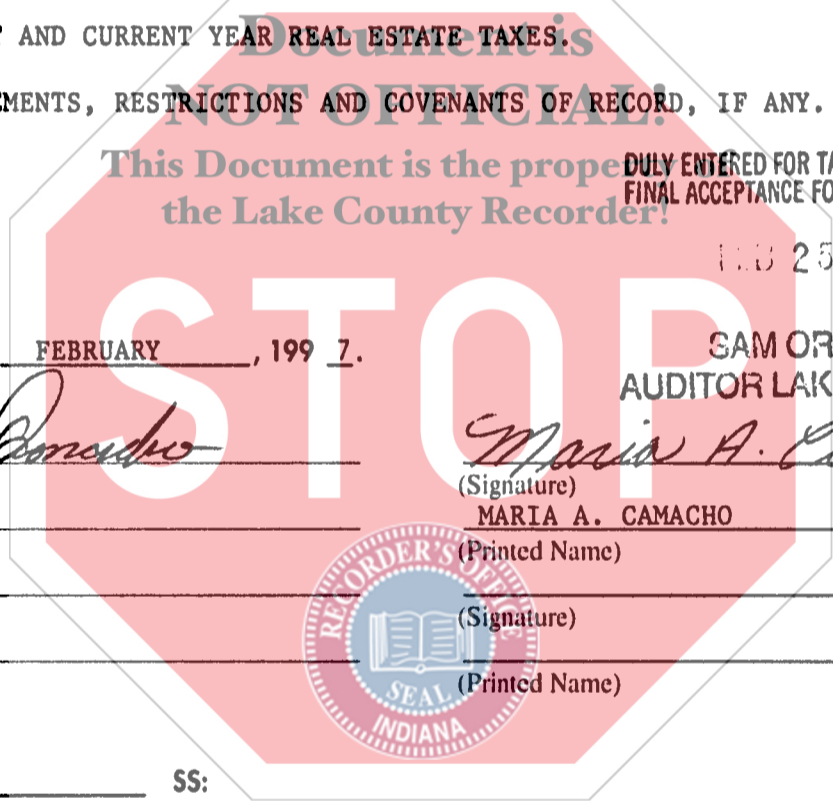 AND CURRENT YEAR REAL ESTATE TAXES.
Document is
EMENTS, RESTRICTIONS AND COVENANTS OF RECORD, IF ANY.
NOT OFFICIAL!
This Document is the property of
the Lake County Recorder!
DULY ENTERED FOR TA
FINAL ACCEPTANCE FO
25
STOP
FEBRUARY , 199 7.
SAM OR
AUDITOR LAK
Maria A.
(Signature)
MARIA A. CAMACHO
(Printed Name)
(Signature)
(Printed Name)
RECORDER'S OFFICE
SEAL
INDIANA
SS: